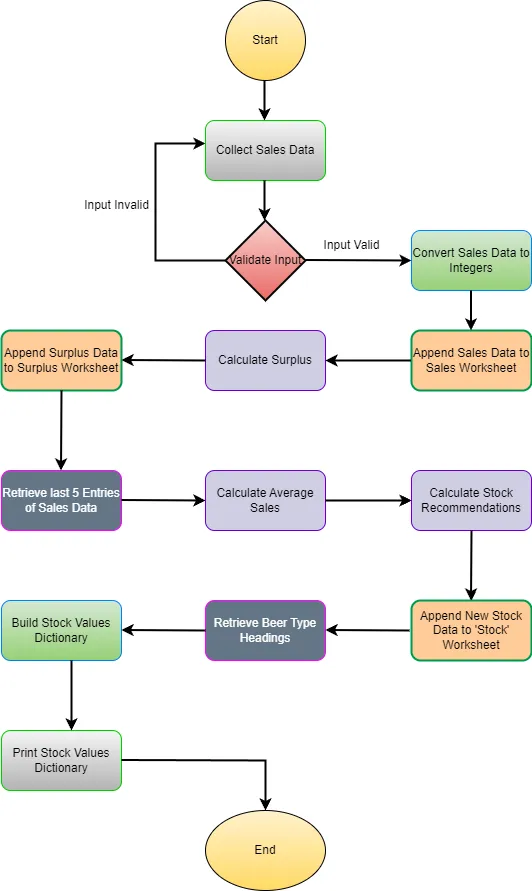 Start
Collect Sales Data
Input Invalid
Validate Input
Input Valid
Convert Sales Data to
Integers
Append Surplus Data
to Surplus Worksheet
Calculate Surplus
Append Sales Data to
Sales Worksheet
Retrieve last 5 Entries
of Sales Data
Calculate Average
Sales
Calculate Stock
Recommendations
Build Stock Values
Dictionary
Retrieve Beer Type
Headings
Append New Stock
Data to 'Stock'
Worksheet
Print Stock Values
Dictionary
End